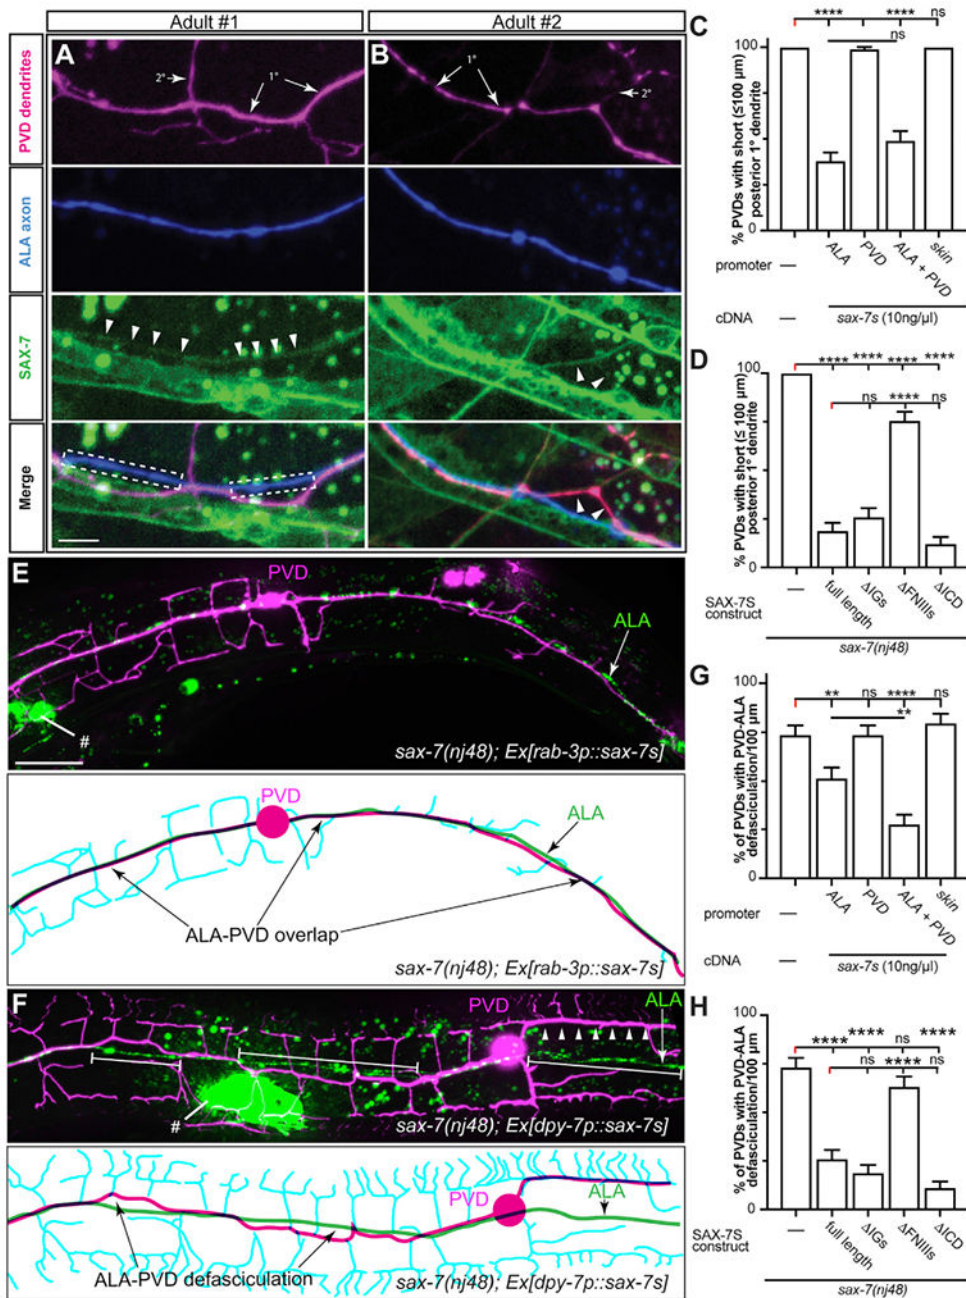 Adult #1
Adult #2
PVD dendrites
ALA axon
SAX-7
Merge
A
2°
1°
B
1°
2°
C
% PVDs with short (≤100 µm)
posterior 1° dendrite
100
0
****
****
ns
ns
promoter
—
ALA
PVD
ALA + PVD
skin
cDNA
—
sax-7s (10ng/µl)
D
% PVDs with short (≤ 100 µm)
posterior 1° dendrite
100
0
**** **** **** ****
ns **** ns
SAX-7S
construct
—
full length
ΔIGs
ΔFNIIIs
ΔICD
sax-7(nj48)
E
PVD
ALA
#
sax-7(nj48); Ex[rab-3p::sax-7s]
PVD
ALA
ALA-PVD overlap
sax-7(nj48); Ex[rab-3p::sax-7s]
F
PVD
ALA
#
sax-7(nj48); Ex[dpy-7p::sax-7s]
PVD
ALA
ALA-PVD defasciculation
sax-7(nj48); Ex[dpy-7p::sax-7s]
G
% of PVDs with PVD-ALA
defasciculation/100 µm
100
0
** ns **** ns
**
promoter
—
ALA
PVD
ALA + PVD
skin
cDNA
—
sax-7s (10ng/µl)
H
% of PVDs with PVD-ALA
defasciculation/100 µm
100
0
**** **** ns ****
ns **** ns
SAX-7S
construct
—
full length
ΔIGs
ΔFNIIIs
ΔICD
sax-7(nj48)